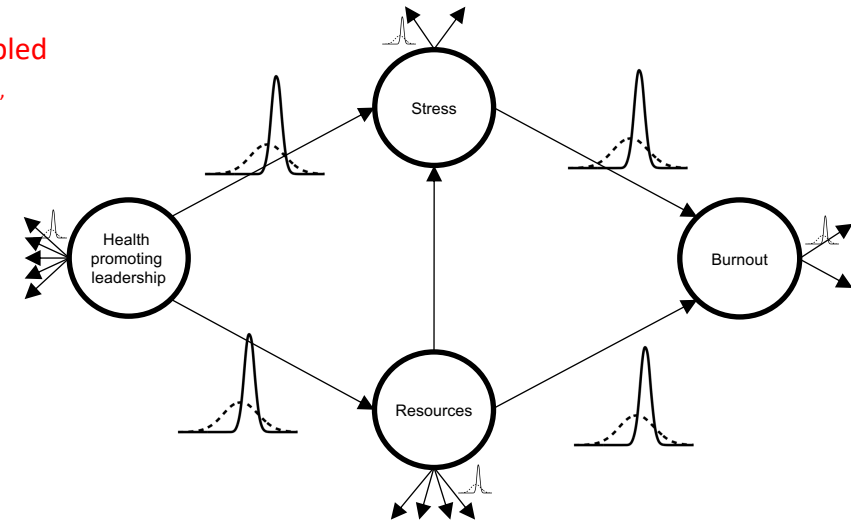 Stress
Health
promoting
leadership
Burnout
Resources